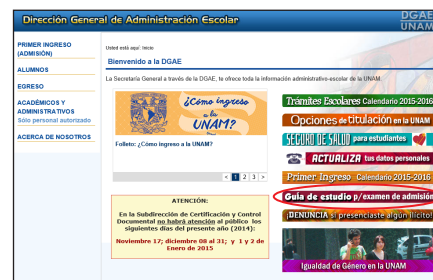 Dirección General de Administración Escolar
DGAE
UNAM
PRIMER INGRESO
(ADMISIÓN)
ALUMNOS
EGRESO
ACADÉMICOS Y
ADMINISTRATIVOS
Sólo personal autorizado
ACERCA DE NOSOTROS
Usted está aquí: Inicio
Bienvenido a la DGAE
La Secretaría General a través de la DGAE, te ofrece toda la información administrativo-escolar de la UNAM.
¿Cómo ingreso
a la
UNAM?
Folleto: ¿Cómo ingreso a la UNAM?
< 1 2 3 >
ATENCIÓN:
En la Subdirección de Certificación y Control
Documental no habrá atención al público los
siguientes días del presente año (2014):
Noviembre 17; diciembre 08 al 31; y 1 y 2 de
Enero de 2015
Trámites Escolares Calendario 2015-2016
Opciones de titulación en la UNAM
SEGURO DE SALUD para estudiantes
ACTUALIZA tus datos personales
Primer Ingreso Calendario 2015-2016
Guía de estudio p/examen de admisión
¡DENUNCIA si presenciaste algún ilícito!
Igualdad de Género en la UNAM